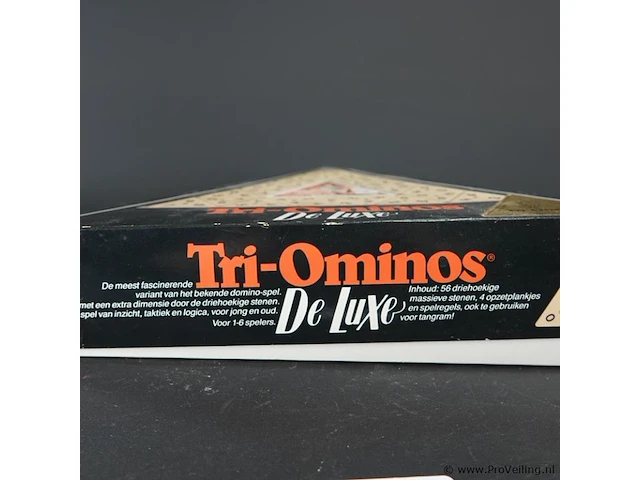 Tri-Ominos
De Luxe
Tri-Ominos®
De Luxe
De meest fascinerende
variant van het bekende domino-spel.
met een extra dimensie door de driehoekige stenen.
spel van inzicht, taktiek en logica, voor jong en oud.
Voor 1-6 spelers.
Inhoud: 56 driehoekige
massieve stenen, 4 opzetplankjes
en spelregels, ook te gebruiken
voor tangram!
© www.ProVeiling.nl